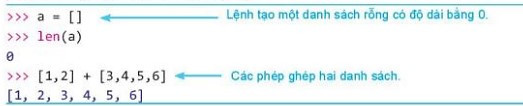 >>> a = [] Lệnh tạo một danh sách rỗng có độ dài bằng 0.
>>> len(a)
0
>>> [1,2] + [3,4,5,6] Các phép ghép hai danh sách.
[1, 2, 3, 4, 5, 6]